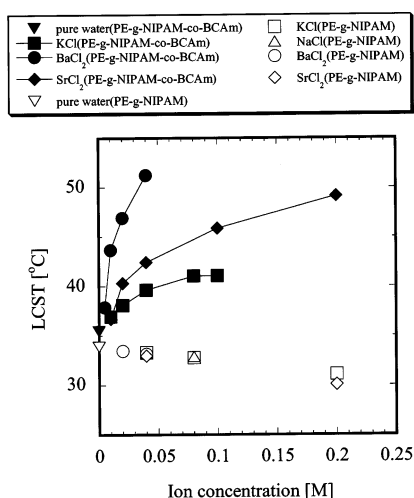 pure water(PE-g-NIPAM-co-BCAm)
KCl(PE-g-NIPAM-co-BCAm)
BaCl2(PE-g-NIPAM-co-BCAm)
SrCl2(PE-g-NIPAM-co-BCAm)
pure water(PE-g-NIPAM)
KCl(PE-g-NIPAM)
NaCl(PE-g-NIPAM)
BaCl2(PE-g-NIPAM)
SrCl2(PE-g-NIPAM)
LCST [°C]
50
40
30
0 0.05 0.1 0.15 0.2 0.25
Ion concentration [M]